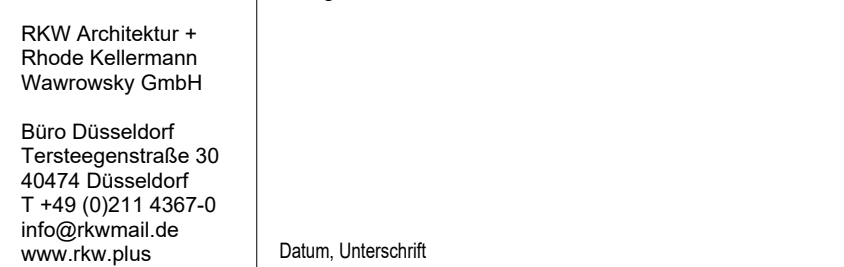 RKW Architektur +
Rhode Kellermann
Wawrowsky GmbH
Büro Düsseldorf
Tersteegenstraße 30
40474 Düsseldorf
T +49 (0)211 4367-0
info@rkwmail.de
www.rkw.plus
Datum, Unterschrift